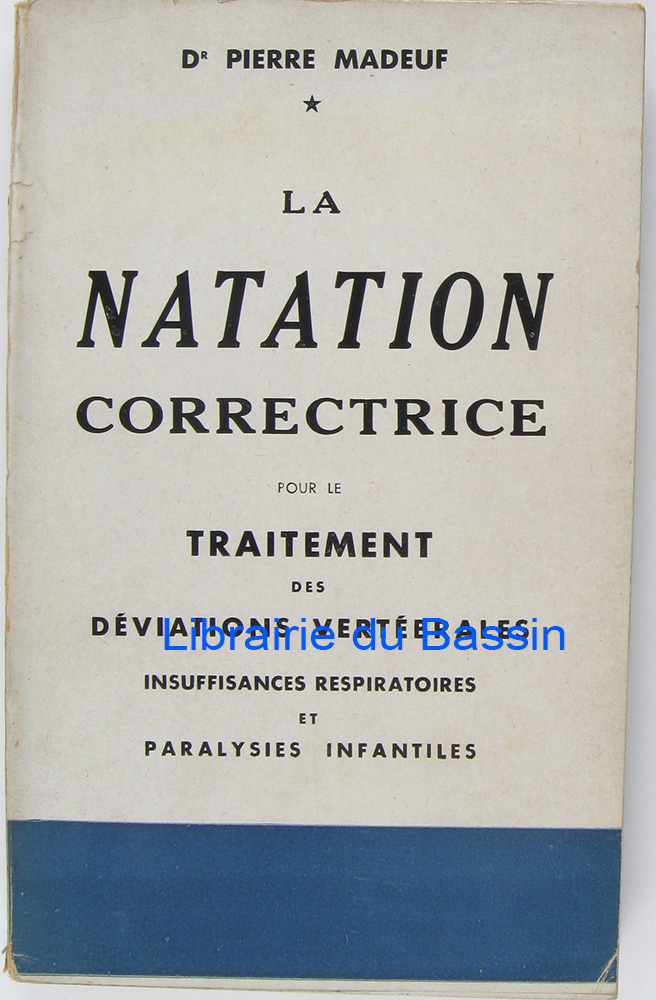 Dʳ PIERRE MADEUF
LA
NATATION
CORRECTRICE
POUR LE
TRAITEMENT
DES
DÉVIATIONS VERTÉBRALES
Librairie du Bassin
INSUFFISANCES RESPIRATOIRES
ET
PARALYSIES INFANTILES